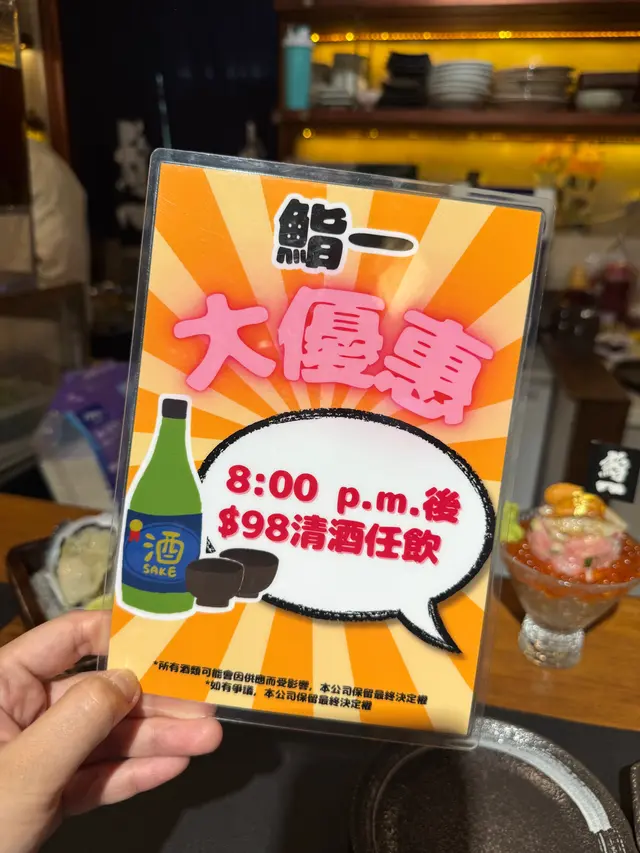 鮨一
大優惠
8:00 p.m.後
$98清酒任飲
酒
SAKE
*所有酒類可能會因供應而受影響，本公司保留最終決定權
*如有爭議，本公司保留最終決定權
鮨一